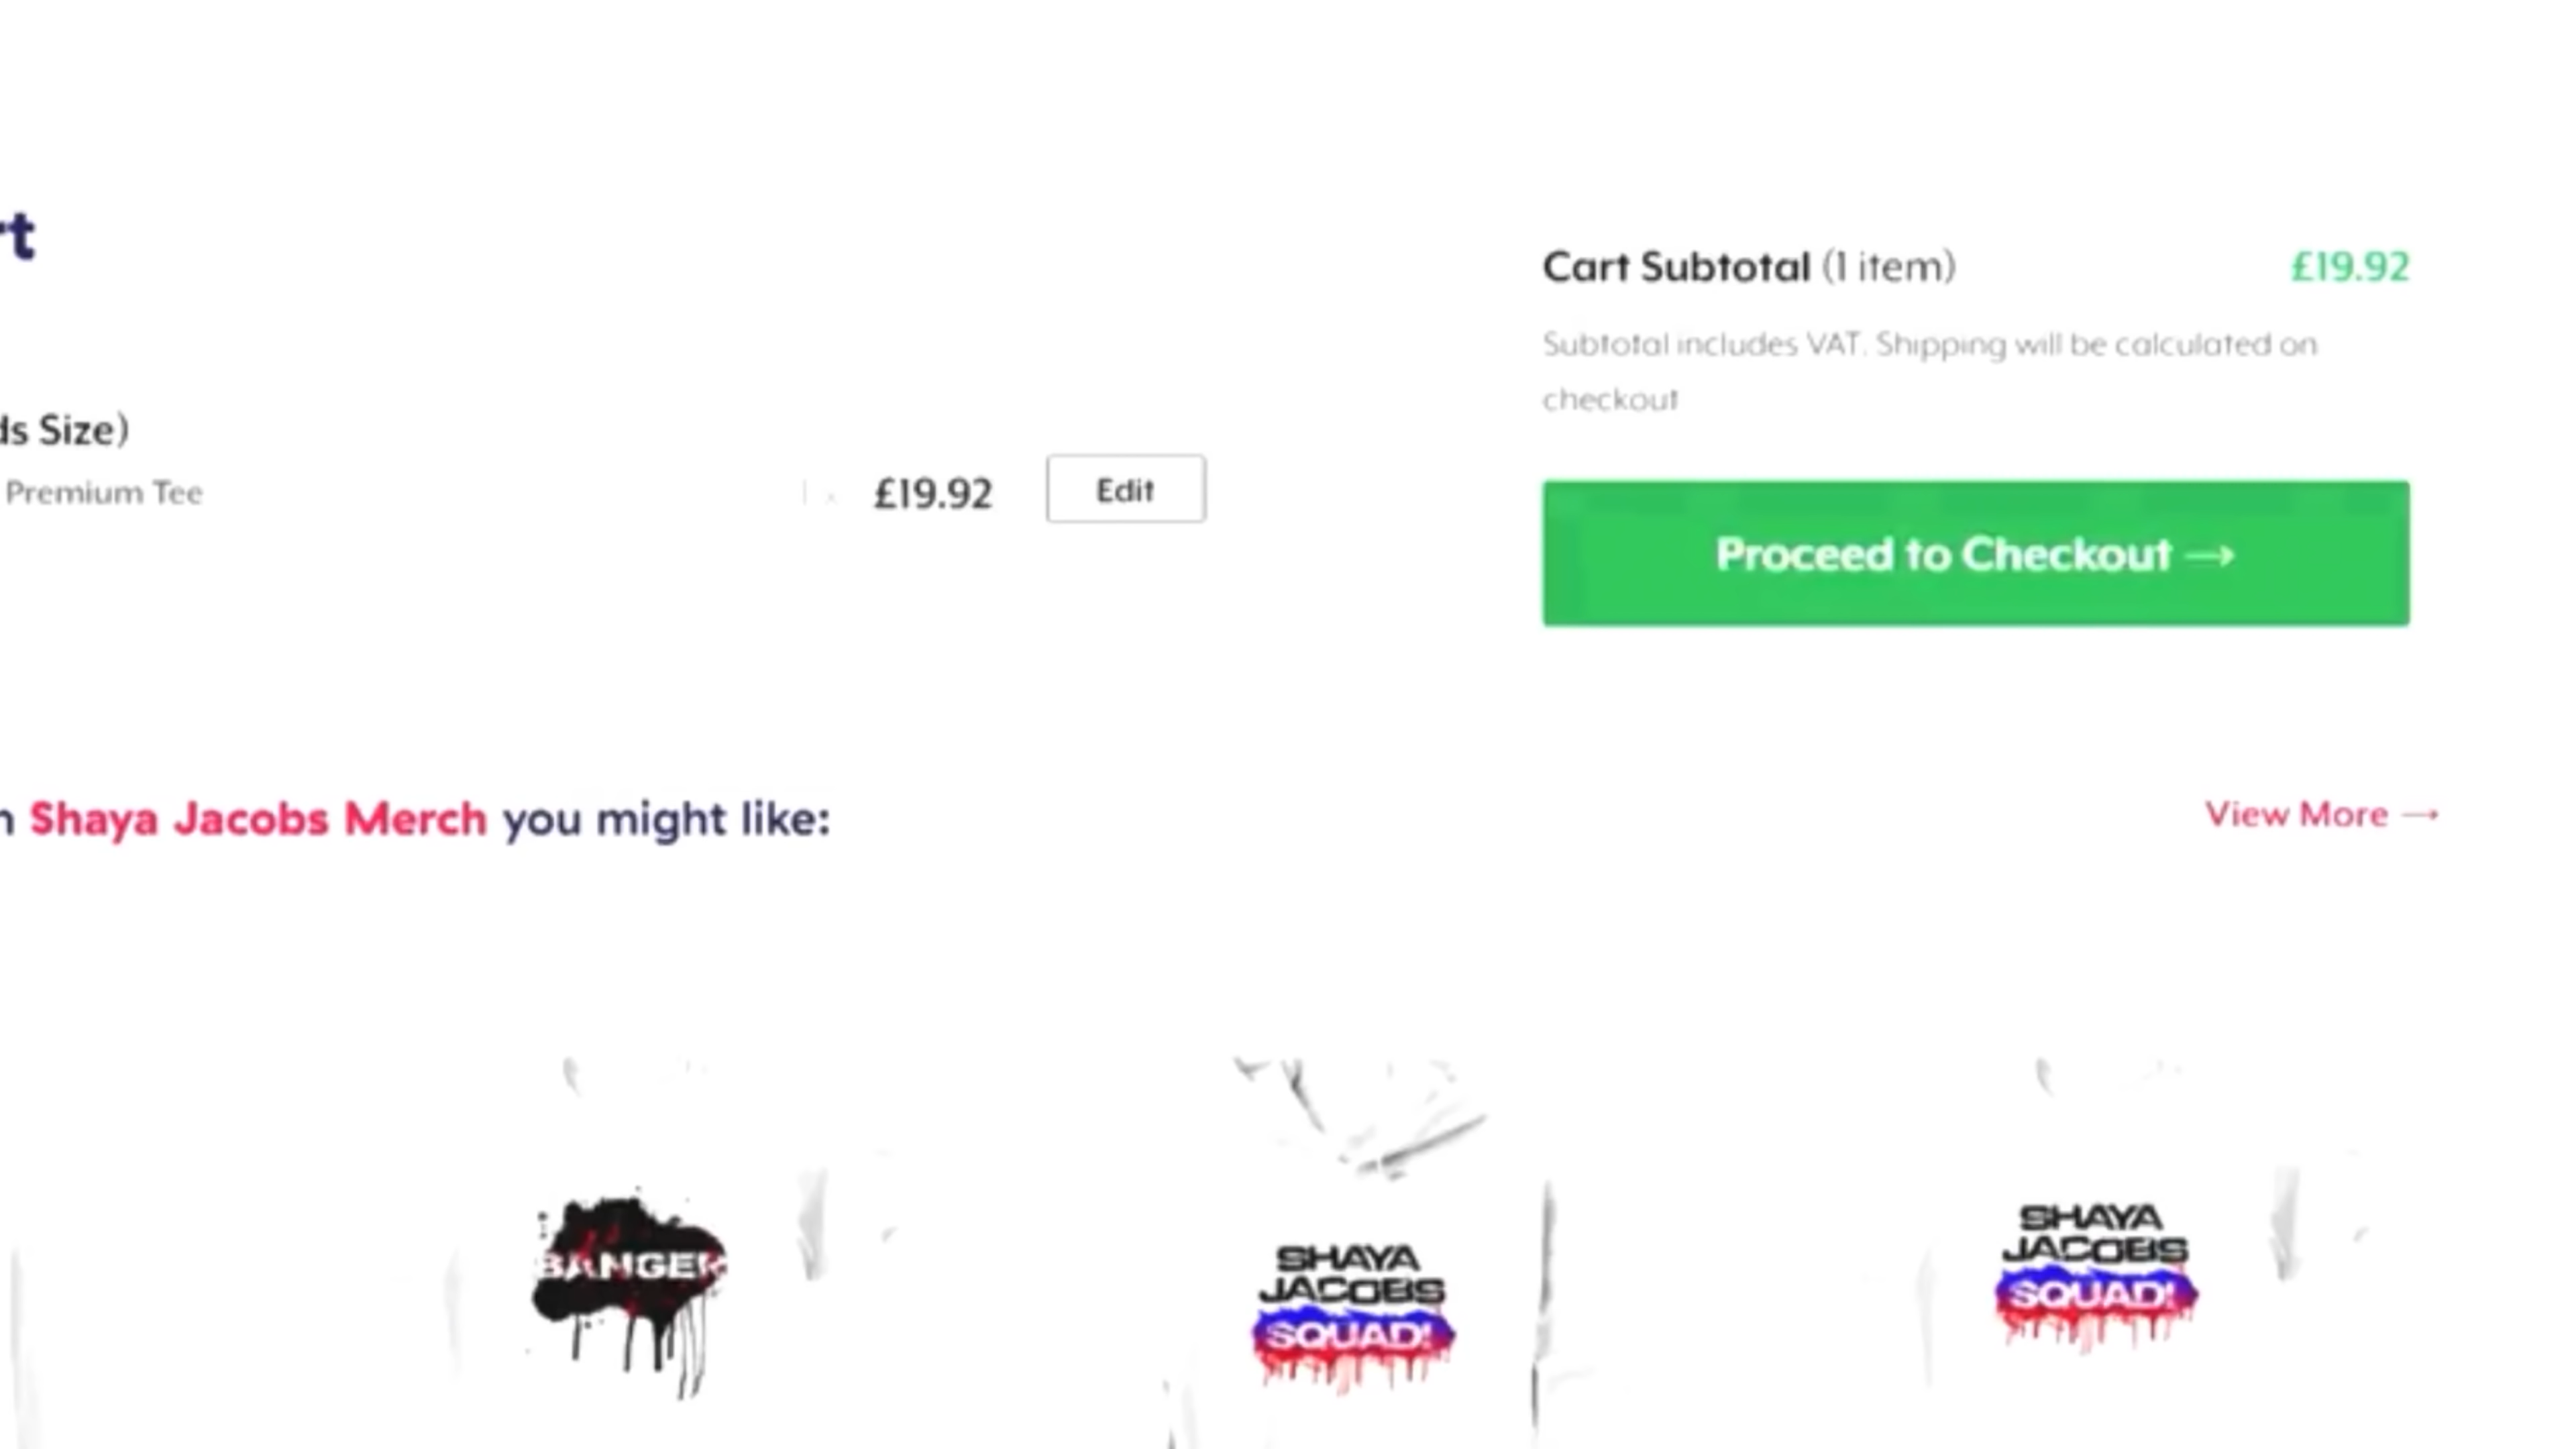 rt
Cart Subtotal (1 item) £19.92
Subtotal includes VAT. Shipping will be calculated on
checkout
ds Size)
Premium Tee
£19.92
Edit
Proceed to Checkout →
n Shaya Jacobs Merch you might like:
View More →
BANGER
SHAYA
JACOBS
SQUAD!
SHAYA
JACOBS
SQUAD!